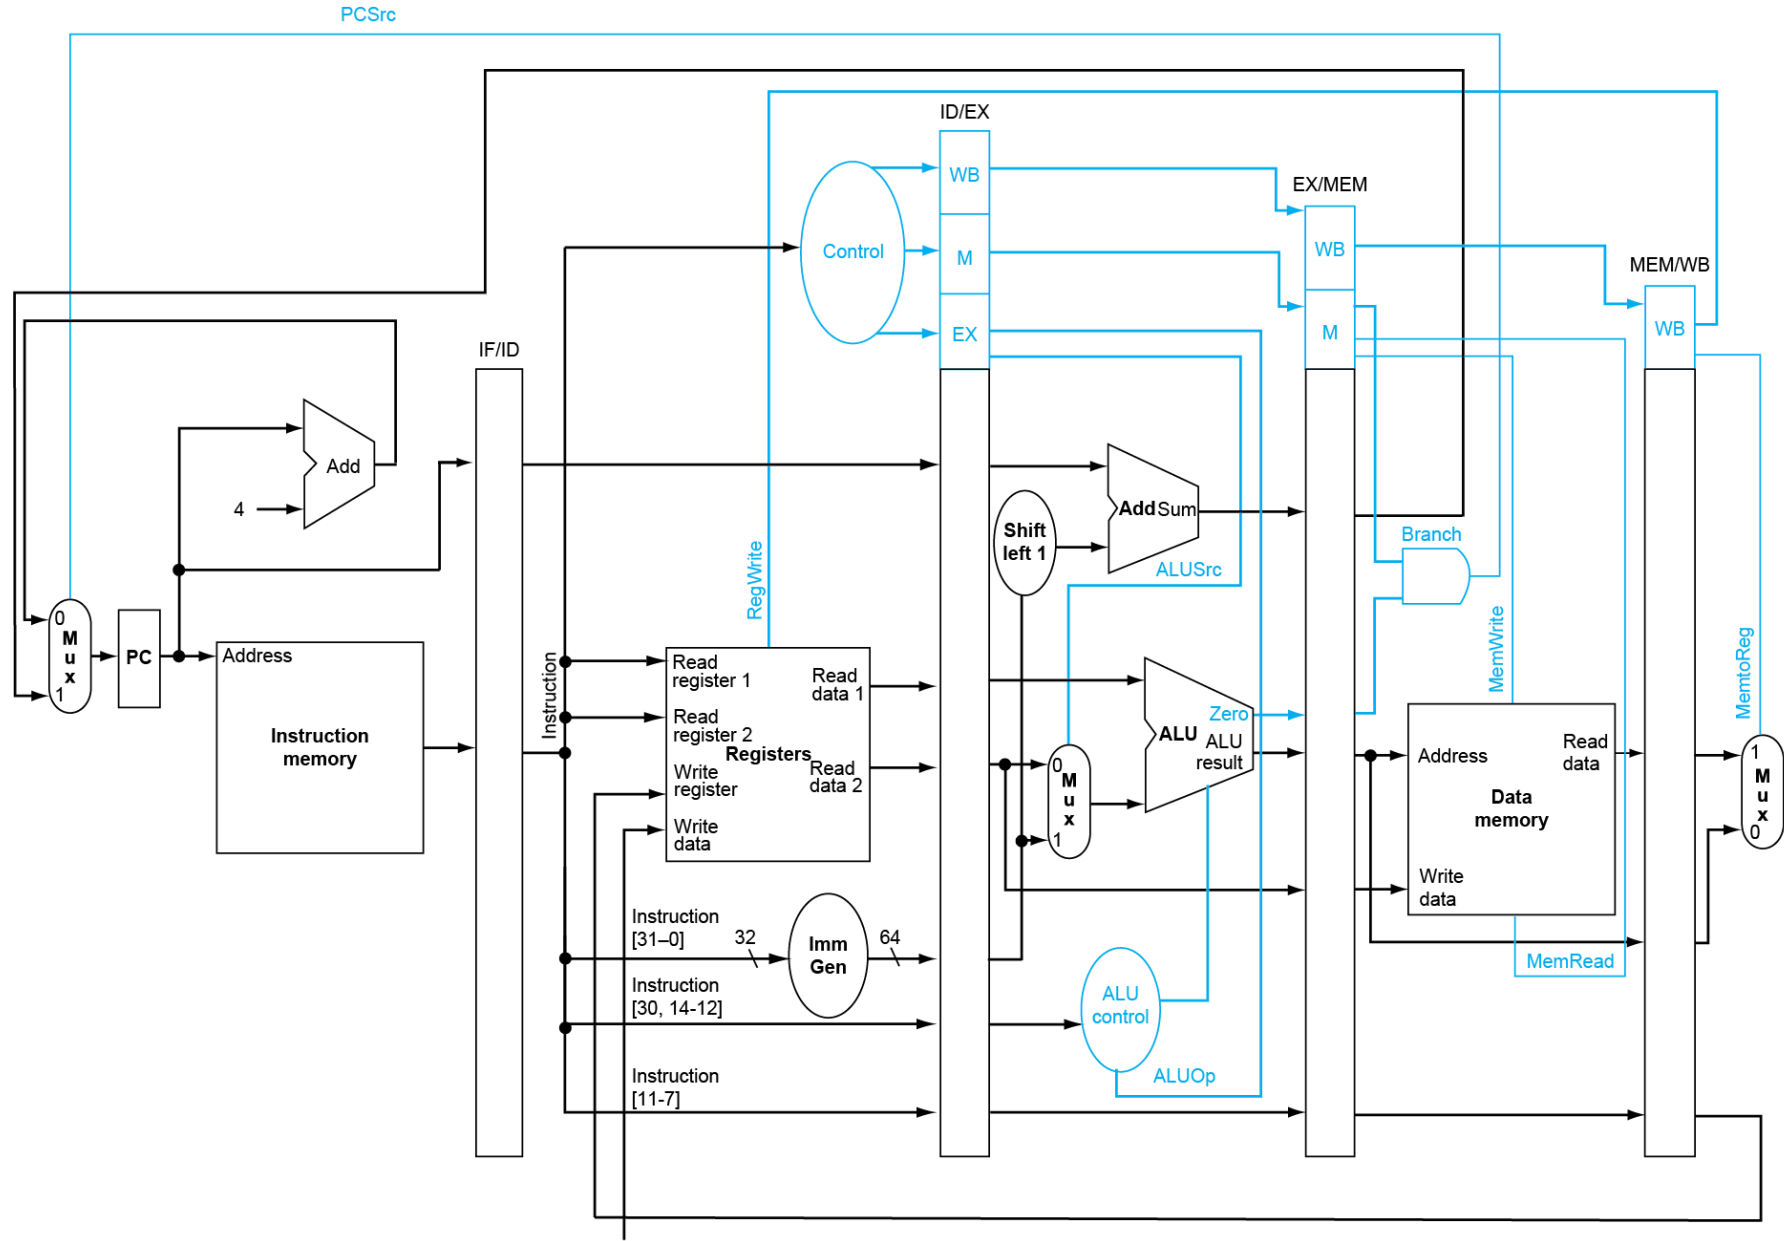 PCSrc
ID/EX
WB
EX/MEM
Control
M
WB
MEM/WB
EX
M
WB
IF/ID
Add
4
Add Sum
Shift
left 1
Branch
ALUSrc
RegWrite
MemWrite
MemtoReg
0
M
u
x
1
PC
Address
Instruction
memory
Instruction
Read
register 1
Read
data 1
Read
register 2
Registers
Write
register
Read
data 2
Write
data
0
M
u
x
1
Zero
ALU
ALU
result
Address
Read
data
Data
memory
Write
data
1
M
u
x
0
Instruction
[31–0]
32
Imm
Gen
64
MemRead
Instruction
[30, 14-12]
ALU
control
ALUOp
Instruction
[11-7]